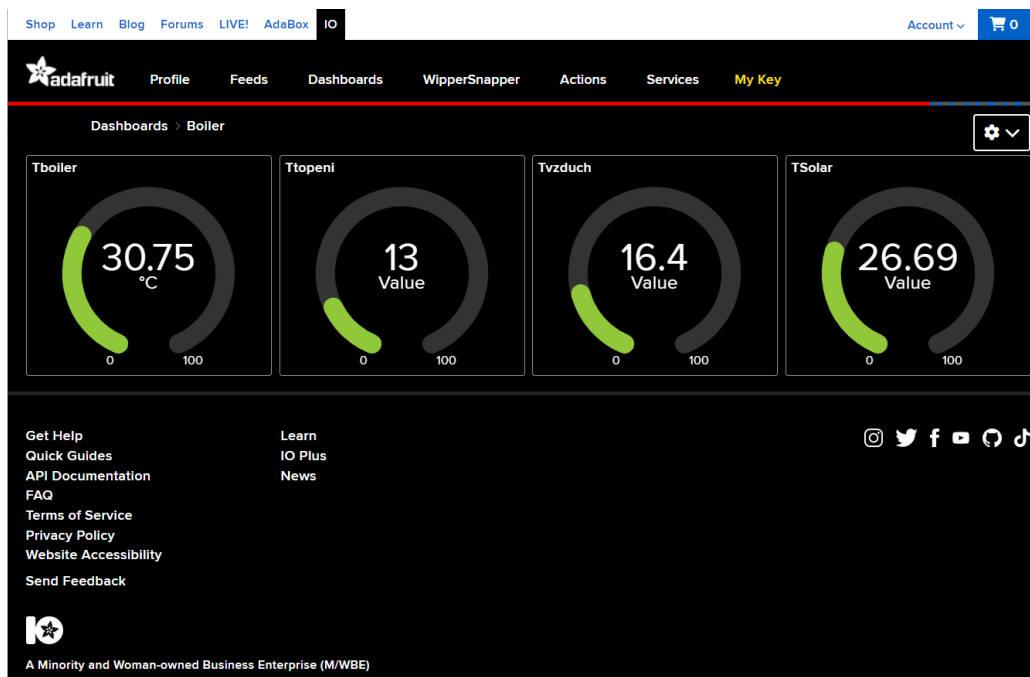 Shop Learn Blog Forums LIVE! AdaBox IO Account 0
adafruit Profile Feeds Dashboards WipperSnapper Actions Services My Key
Dashboards > Boiler
Tboiler Ttopeni Tvzduch TSolar
30.75 13 16.4 26.69
°C Value Value Value
0 100 0 100 0 100 0 100
Get Help Learn
Quick Guides IO Plus
API Documentation News
FAQ
Terms of Service
Privacy Policy
Website Accessibility
Send Feedback
IO
A Minority and Woman-owned Business Enterprise (M/WBE)